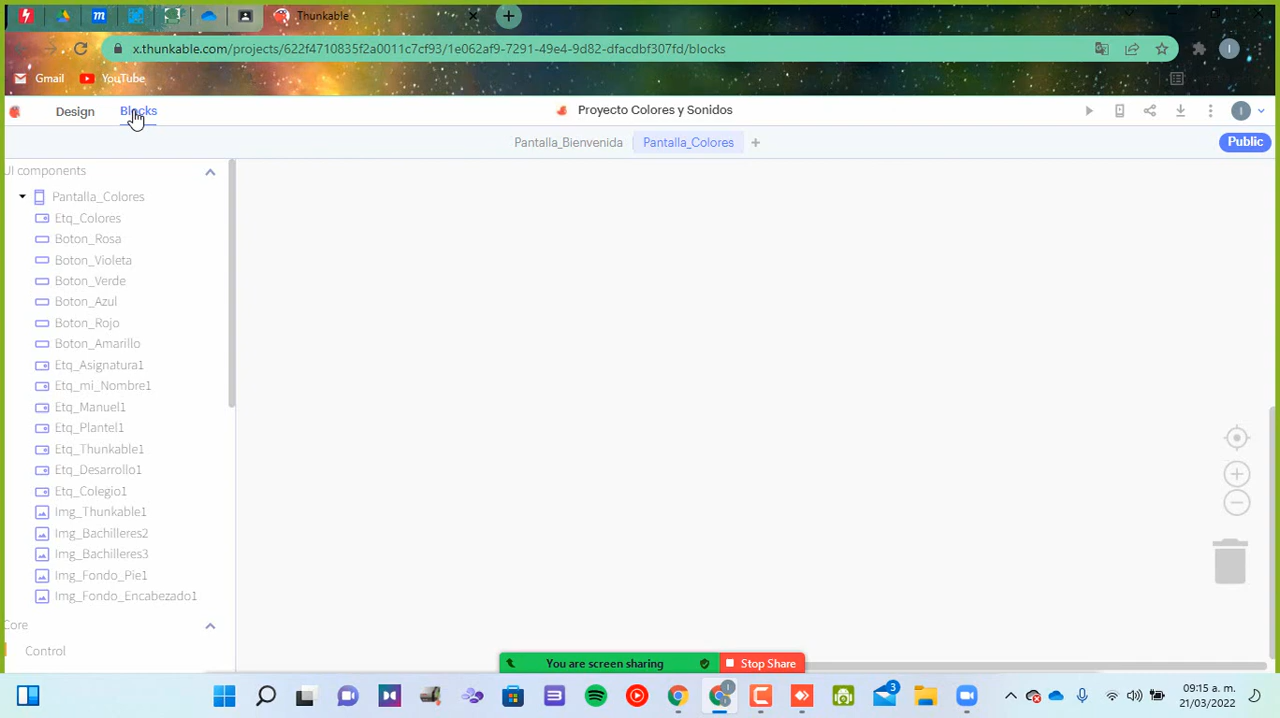 Thunkable
x.thunkable.com/projects/622f4710835f2a0011c7cf93/1e062af9-7291-49e4-9d82-dfacdbf307fd/blocks
Gmail YouTube
Design Blocks Proyecto Colores y Sonidos
Pantalla_Bienvenida Pantalla_Colores + Public
UI components
Pantalla_Colores
Etq_Colores
Boton_Rosa
Boton_Violeta
Boton_Verde
Boton_Azul
Boton_Rojo
Boton_Amarillo
Etq_Asignatura1
Etq_mi_Nombre1
Etq_Manuel1
Etq_Plantel1
Etq_Thunkable1
Etq_Desarrollo1
Etq_Colegio1
Img_Thunkable1
Img_Bachilleres2
Img_Bachilleres3
Img_Fondo_Pie1
Img_Fondo_Encabezado1
Core
Control
You are screen sharing Stop Share
3
09:15 a. m.
21/03/2022